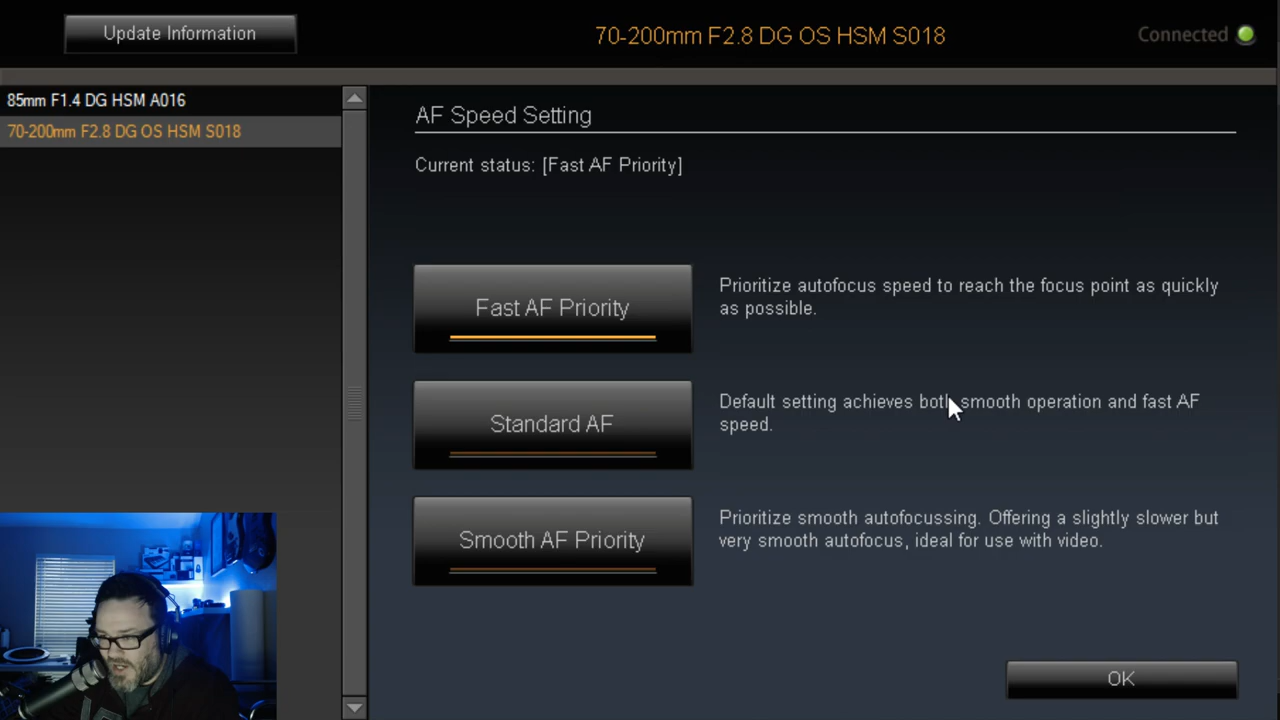 Update Information
70-200mm F2.8 DG OS HSM S018
Connected
85mm F1.4 DG HSM A016
70-200mm F2.8 DG OS HSM S018
AF Speed Setting
Current status: [Fast AF Priority]
Fast AF Priority
Prioritize autofocus speed to reach the focus point as quickly
as possible.
Standard AF
Default setting achieves both smooth operation and fast AF
speed.
Smooth AF Priority
Prioritize smooth autofocussing. Offering a slightly slower but
very smooth autofocus, ideal for use with video.
OK